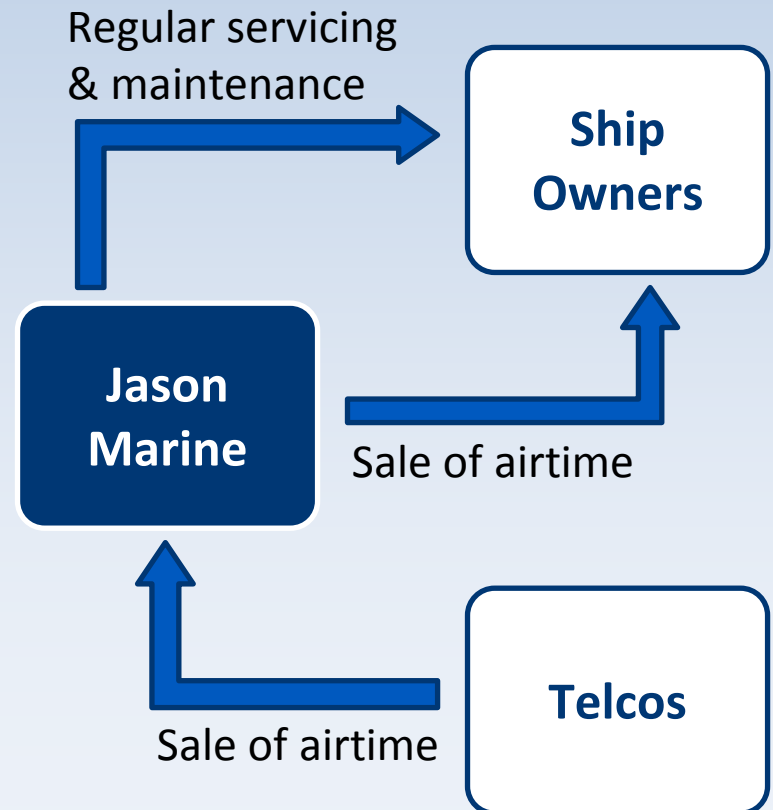 Regular servicing
& maintenance
Ship
Owners
Jason
Marine
Sale of airtime
Telcos
Sale of airtime